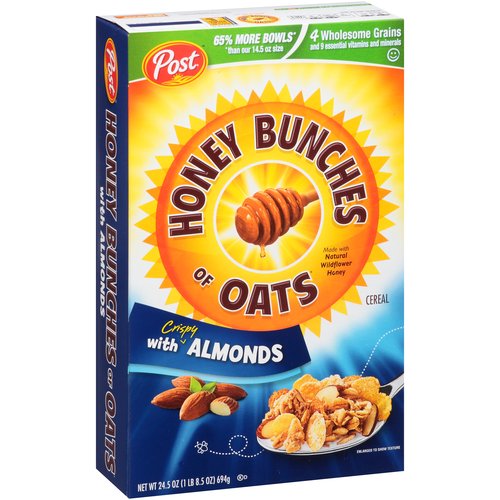 Post
65% MORE BOWLS*
*than our 14.5 oz size
4 Wholesome Grains
and 9 essential vitamins and minerals
HONEY BUNCHES
OF OATS
Made with
Natural
Wildflower
Honey
CEREAL
Crispy
with ALMONDS
ENLARGED TO SHOW TEXTURE
NET WT 24.5 OZ (1 LB 8.5 OZ) 694g
Post
HONEY BUNCHES OF OATS
with ALMONDS